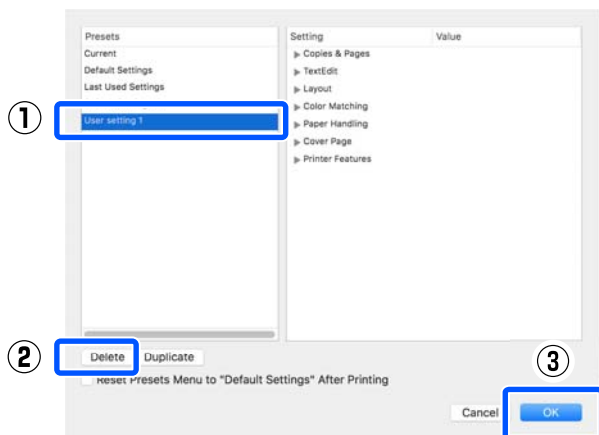 Presets
Setting
Value
Current
Copies & Pages
Default Settings
TextEdit
Last Used Settings
Layout
Color Matching
①
User setting 1
Paper Handling
Cover Page
Printer Features
②
Delete
Duplicate
③
Reset Presets Menu to "Default Settings" After Printing
Cancel
OK